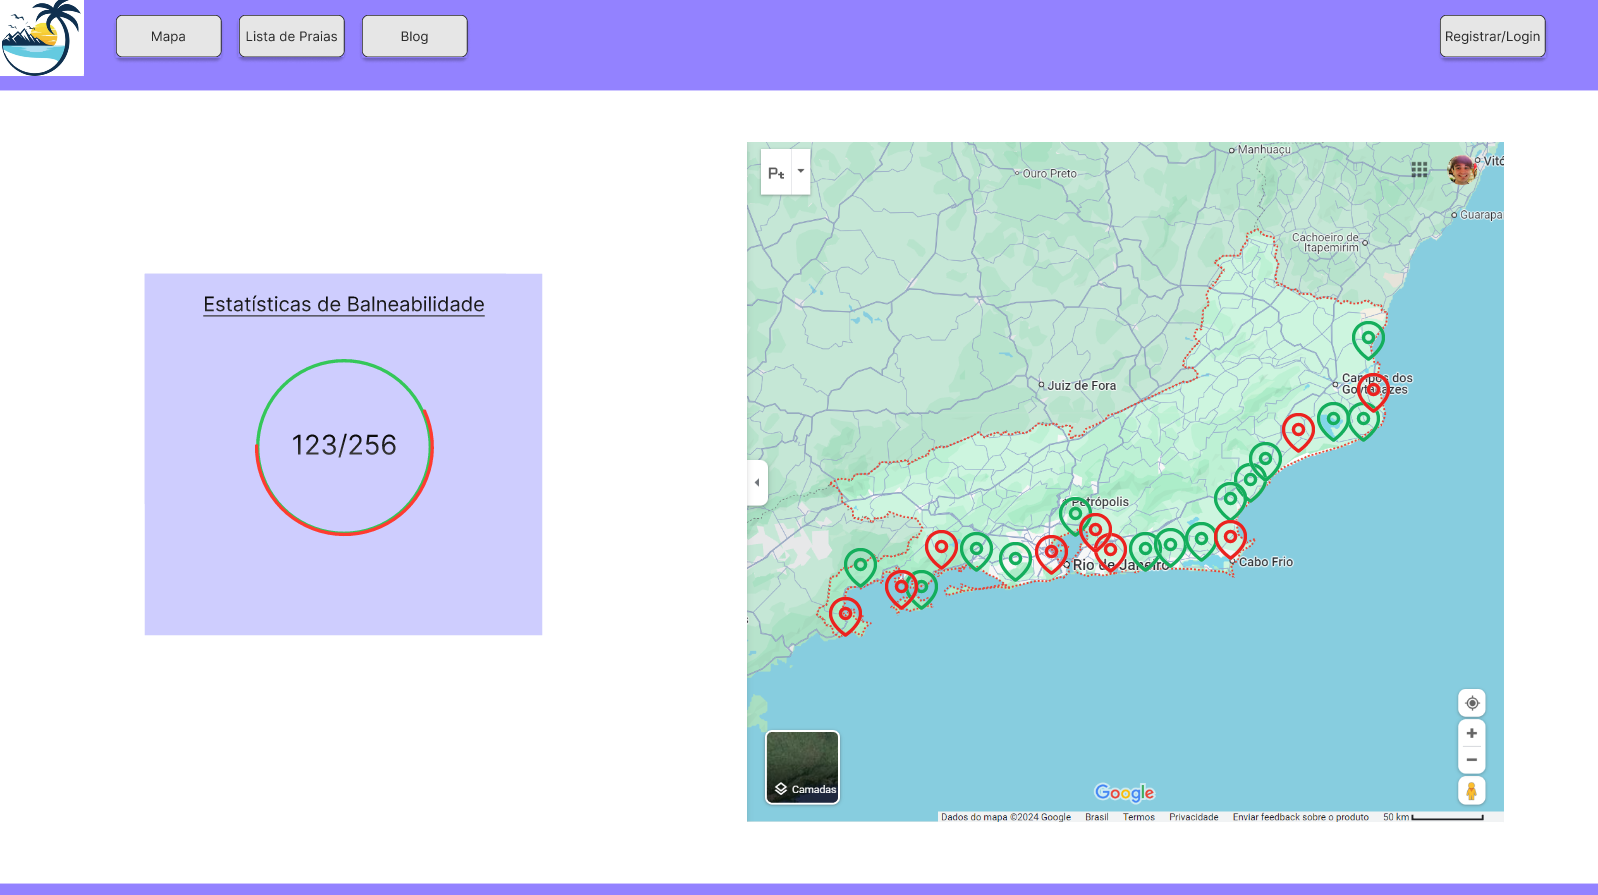 Mapa
Lista de Praias
Blog
Registrar/Login
Estatísticas de Balneabilidade
123/256
Pt
Manhuaçu
Ouro Preto
Vitó
Guarapa
Cachoeiro de
Itapemirim
Juiz de Fora
Campos dos
Goytacazes
Petrópolis
Rio de Janeiro
Cabo Frio
Camadas
Google
Dados do mapa ©2024 Google Brasil Termos Privacidade Enviar feedback sobre o produto 50 km